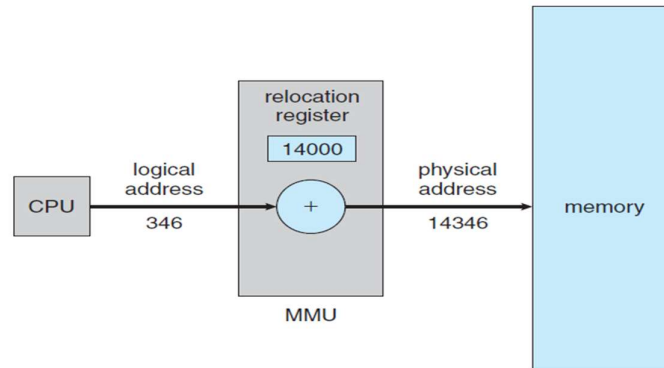 relocation
register
14000
logical
address
physical
address
CPU
+
memory
346
14346
MMU